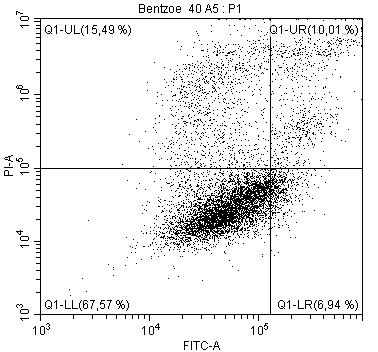 Bentzoe 40 A5 : P1
Q1-UL(15,49 %) Q1-UR(10,01 %)
Q1-LL(67,57 %) Q1-LR(6,94 %)
PI-A
10^7
10^6
10^5
10^4
10^3
10^3 10^4 10^5
FITC-A